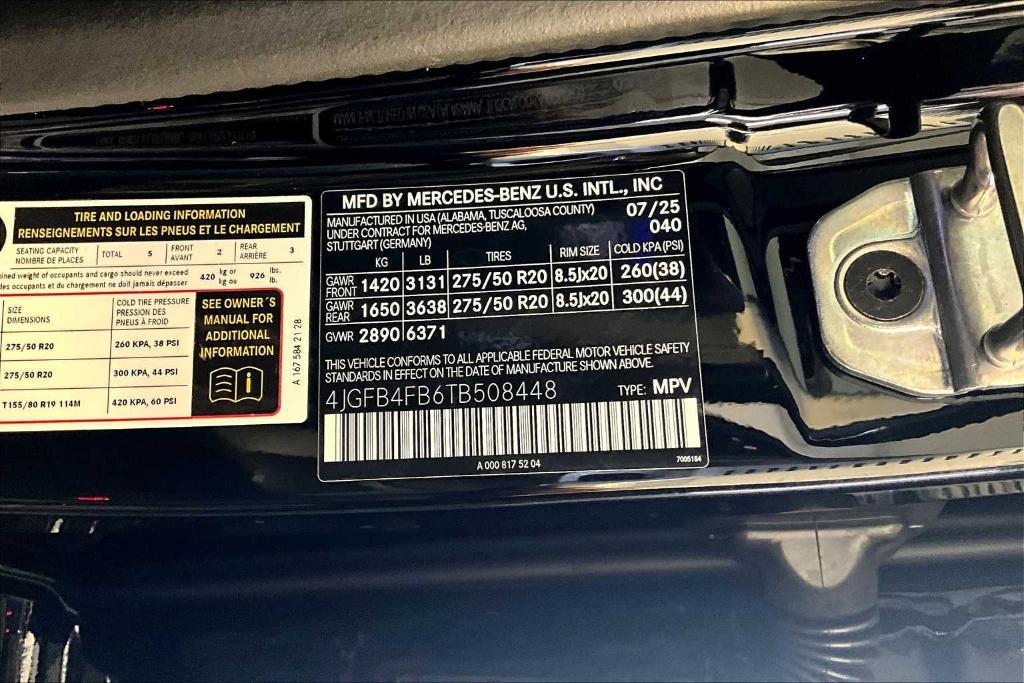 TIRE AND LOADING INFORMATION
RENSEIGNEMENTS SUR LES PNEUS ET LE CHARGEMENT
SEATING CAPACITY
NOMBRE DE PLACES
TOTAL 5
FRONT
AVANT
2
REAR
ARRIÈRE
3
weight of occupants and cargo should never exceed
des occupants et du chargement ne doit jamais dépasser
420 kg or
kg ou
926 lbs.
lb.
SIZE
DIMENSIONS
COLD TIRE PRESSURE
PRESSION DES
PNEUS À FROID
275/50 R20 260 KPA, 38 PSI
275/50 R20 300 KPA, 44 PSI
T155/80 R19 114M 420 KPA, 60 PSI
SEE OWNER´S
MANUAL FOR
ADDITIONAL
INFORMATION
i
A 167 584 21 28
MFD BY MERCEDES-BENZ U.S. INTL., INC
MANUFACTURED IN USA (ALABAMA, TUSCALOOSA COUNTY) 07/25
UNDER CONTRACT FOR MERCEDES-BENZ AG, 040
STUTTGART (GERMANY)
KG LB TIRES RIM SIZE COLD KPA(PSI)
GAWR
FRONT 1420 3131 275/50 R20 8.5Jx20 260(38)
GAWR
REAR 1650 3638 275/50 R20 8.5Jx20 300(44)
GVWR 2890 6371
THIS VEHICLE CONFORMS TO ALL APPLICABLE FEDERAL MOTOR VEHICLE SAFETY
STANDARDS IN EFFECT ON THE DATE OF MANUFACTURE SHOWN ABOVE.
4JGFB4FB6TB508448 TYPE: MPV
A 000 817 52 04 7005184